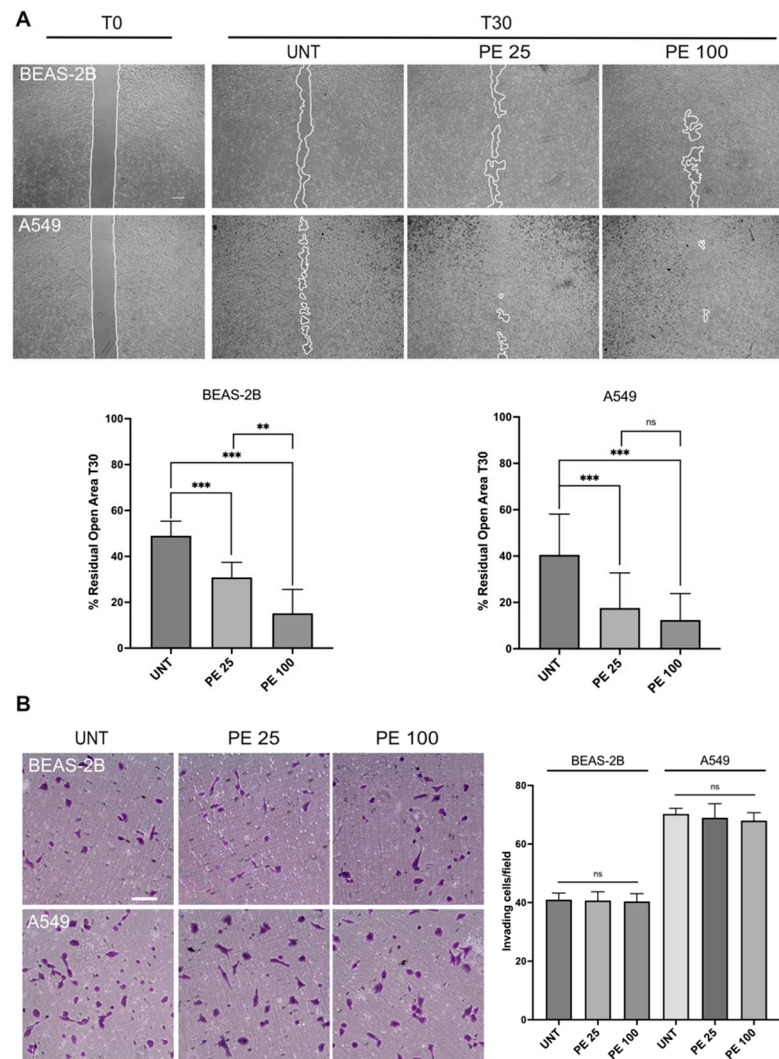 A
T0
T30
UNT
PE 25
PE 100
BEAS-2B
A549
BEAS-2B
% Residual Open Area T30
100
80
60
40
20
0
**
***
***
UNT
PE 25
PE 100
A549
% Residual Open Area T30
100
80
60
40
20
0
ns
***
***
UNT
PE 25
PE 100
B
UNT
PE 25
PE 100
BEAS-2B
A549
BEAS-2B
A549
Invading cells/field
80
60
40
20
0
ns
ns
UNT
PE 25
PE 100
UNT
PE 25
PE 100